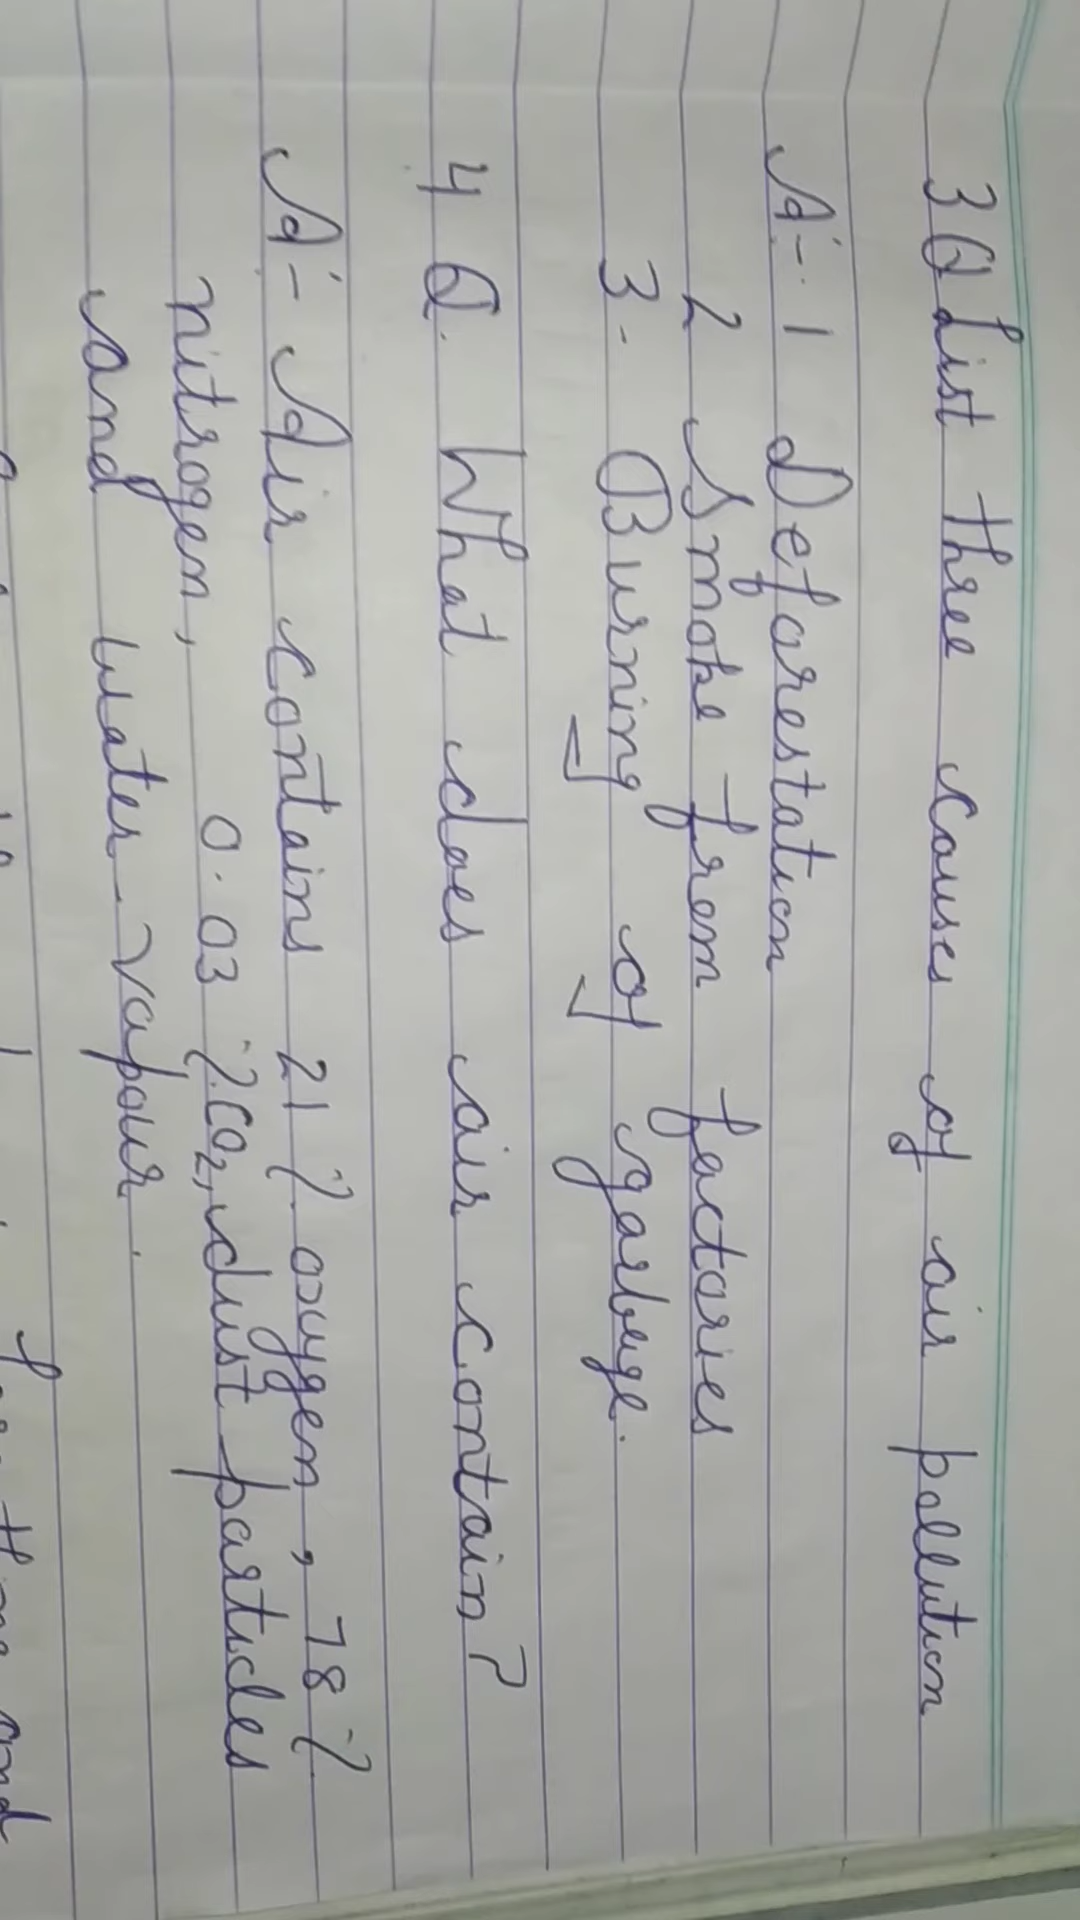 3 Q List three causes of air pollution
A- 1 Deforestation
2 Smoke from factories
3- Burning of garbage.
4 Q. What does air contain?
A- Air contains 21 % oxygen, 78 %
nitrogen, 0.03 % CO2, dust particles
and water vapour.